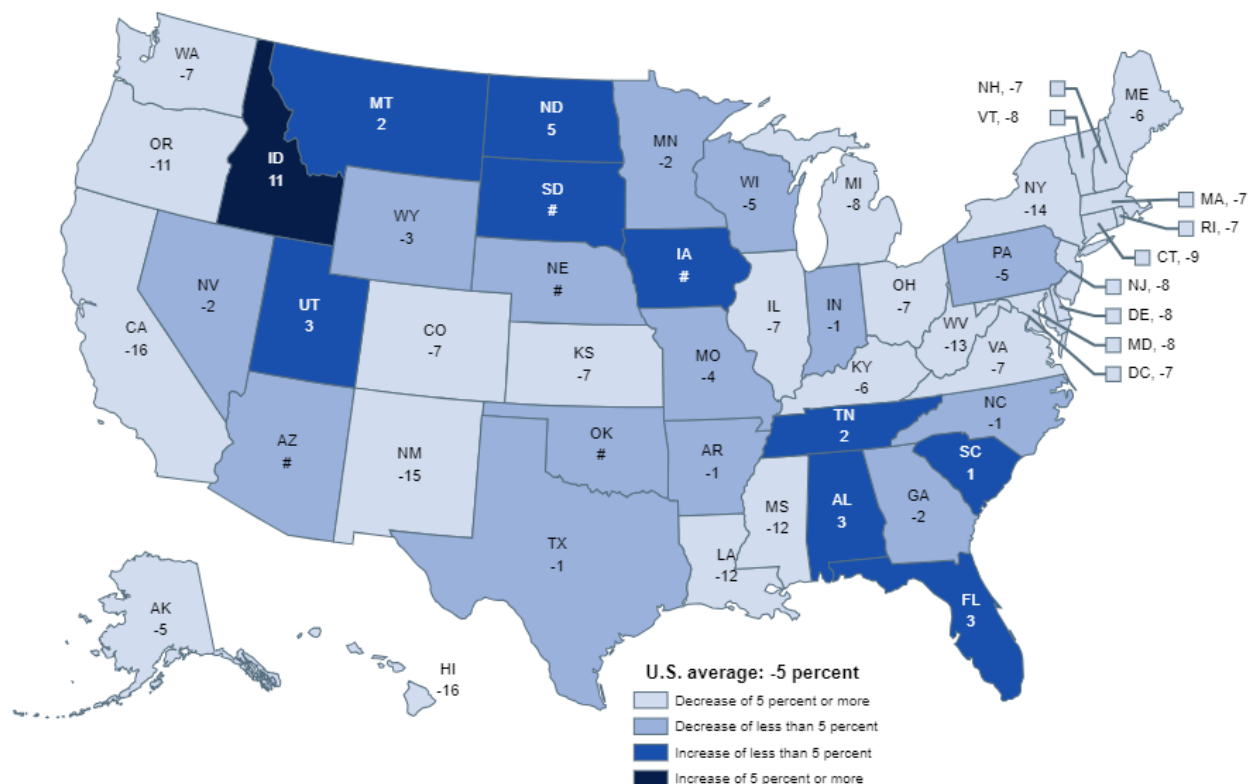 WA
-7
OR
-11
CA
-16
NV
-2
ID
11
MT
2
WY
-3
UT
3
AZ
#
CO
-7
NM
-15
ND
5
SD
#
NE
#
KS
-7
OK
#
TX
-1
MN
-2
IA
#
MO
-4
AR
-1
LA
-12
WI
-5
IL
-7
MS
-12
MI
-8
IN
-1
OH
-7
KY
-6
TN
2
AL
3
GA
-2
FL
3
SC
1
NC
-1
VA
-7
WV
-13
PA
-5
NY
-14
ME
-6
NH, -7
VT, -8
MA, -7
RI, -7
CT, -9
NJ, -8
DE, -8
MD, -8
DC, -7
AK
-5
HI
-16
U.S. average: -5 percent
Decrease of 5 percent or more
Decrease of less than 5 percent
Increase of less than 5 percent
Increase of 5 percent or more